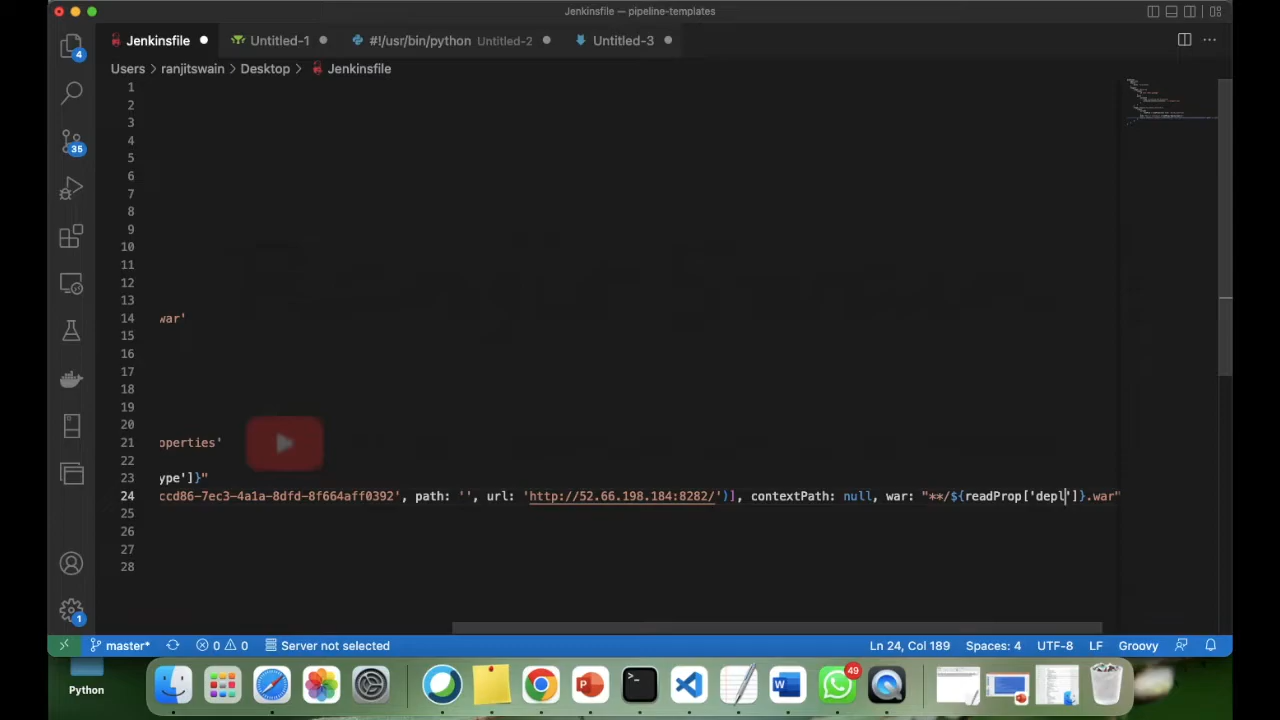 Jenkinsfile — pipeline-templates
Jenkinsfile
Untitled-1
#!/usr/bin/python Untitled-2
Untitled-3
Users > ranjitswain > Desktop > Jenkinsfile
4
35
1
1
2
3
4
5
6
7
8
9
10
11
12
13
14 war'
15
16
17
18
19
20
21 operties'
22
23 ype']}"
24 ccd86-7ec3-4a1a-8dfd-8f664aff0392', path: '', url: 'http://52.66.198.184:8282/')], contextPath: null, war: "**/${readProp['depl']}.war"
25
26
27
28
master* 0 0 Server not selected Ln 24, Col 189 Spaces: 4 UTF-8 LF Groovy
49
Python